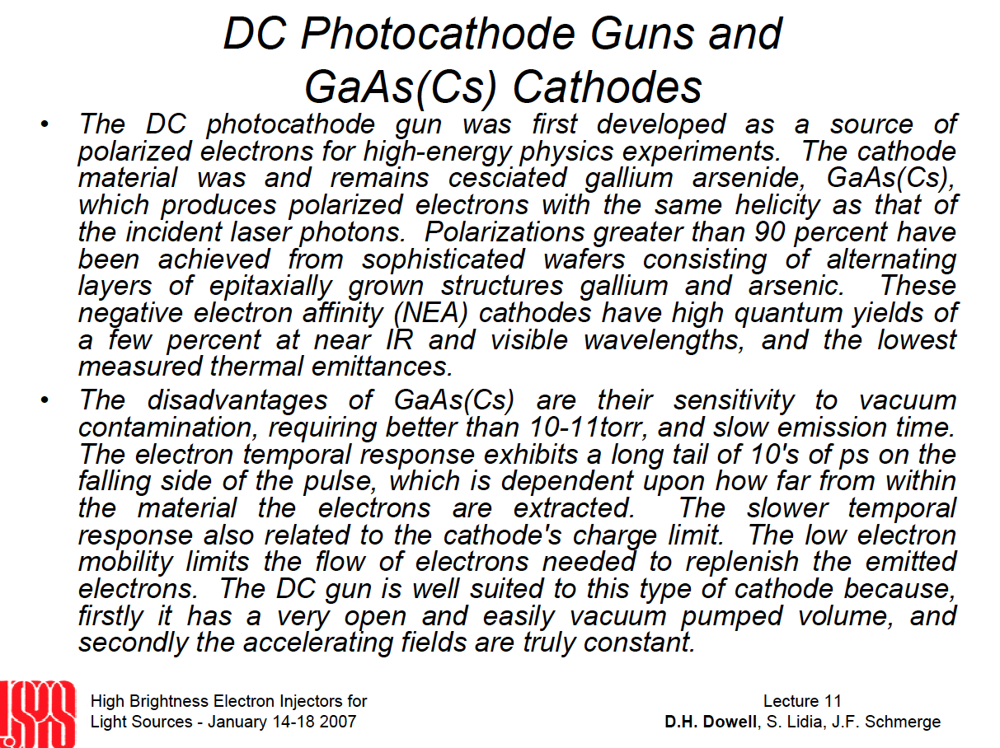 DC Photocathode Guns and
GaAs(Cs) Cathodes
• The DC photocathode gun was first developed as a source of
polarized electrons for high-energy physics experiments. The cathode
material was and remains cesciated gallium arsenide, GaAs(Cs),
which produces polarized electrons with the same helicity as that of
the incident laser photons. Polarizations greater than 90 percent have
been achieved from sophisticated wafers consisting of alternating
layers of epitaxially grown structures gallium and arsenic. These
negative electron affinity (NEA) cathodes have high quantum yields of
a few percent at near IR and visible wavelengths, and the lowest
measured thermal emittances.
• The disadvantages of GaAs(Cs) are their sensitivity to vacuum
contamination, requiring better than 10-11torr, and slow emission time.
The electron temporal response exhibits a long tail of 10's of ps on the
falling side of the pulse, which is dependent upon how far from within
the material the electrons are extracted. The slower temporal
response also related to the cathode's charge limit. The low electron
mobility limits the flow of electrons needed to replenish the emitted
electrons. The DC gun is well suited to this type of cathode because,
firstly it has a very open and easily vacuum pumped volume, and
secondly the accelerating fields are truly constant.
High Brightness Electron Injectors for
Light Sources - January 14-18 2007
Lecture 11
D.H. Dowell, S. Lidia, J.F. Schmerge